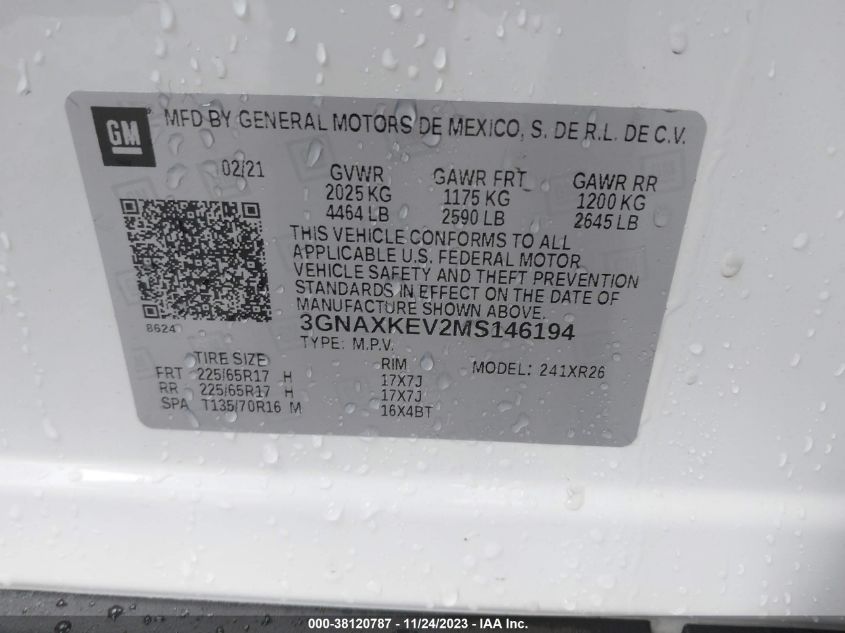 GM
® MFD BY GENERAL MOTORS DE MEXICO, S. DE R.L. DE C.V.
02/21 GVWR GAWR FRT GAWR RR
2025 KG 1175 KG 1200 KG
4464 LB 2590 LB 2645 LB
THIS VEHICLE CONFORMS TO ALL
APPLICABLE U.S. FEDERAL MOTOR
VEHICLE SAFETY AND THEFT PREVENTION
STANDARDS IN EFFECT ON THE DATE OF
MANUFACTURE SHOWN ABOVE.
8624 3GNAXKEV2MS146194
TYPE: M.P.V.
TIRE SIZE RIM MODEL: 241XR26
FRT 225/65R17 H 17X7J
RR 225/65R17 H 17X7J
SPA T135/70R16 M 16X4BT
000-38120787 - 11/24/2023 - IAA Inc.